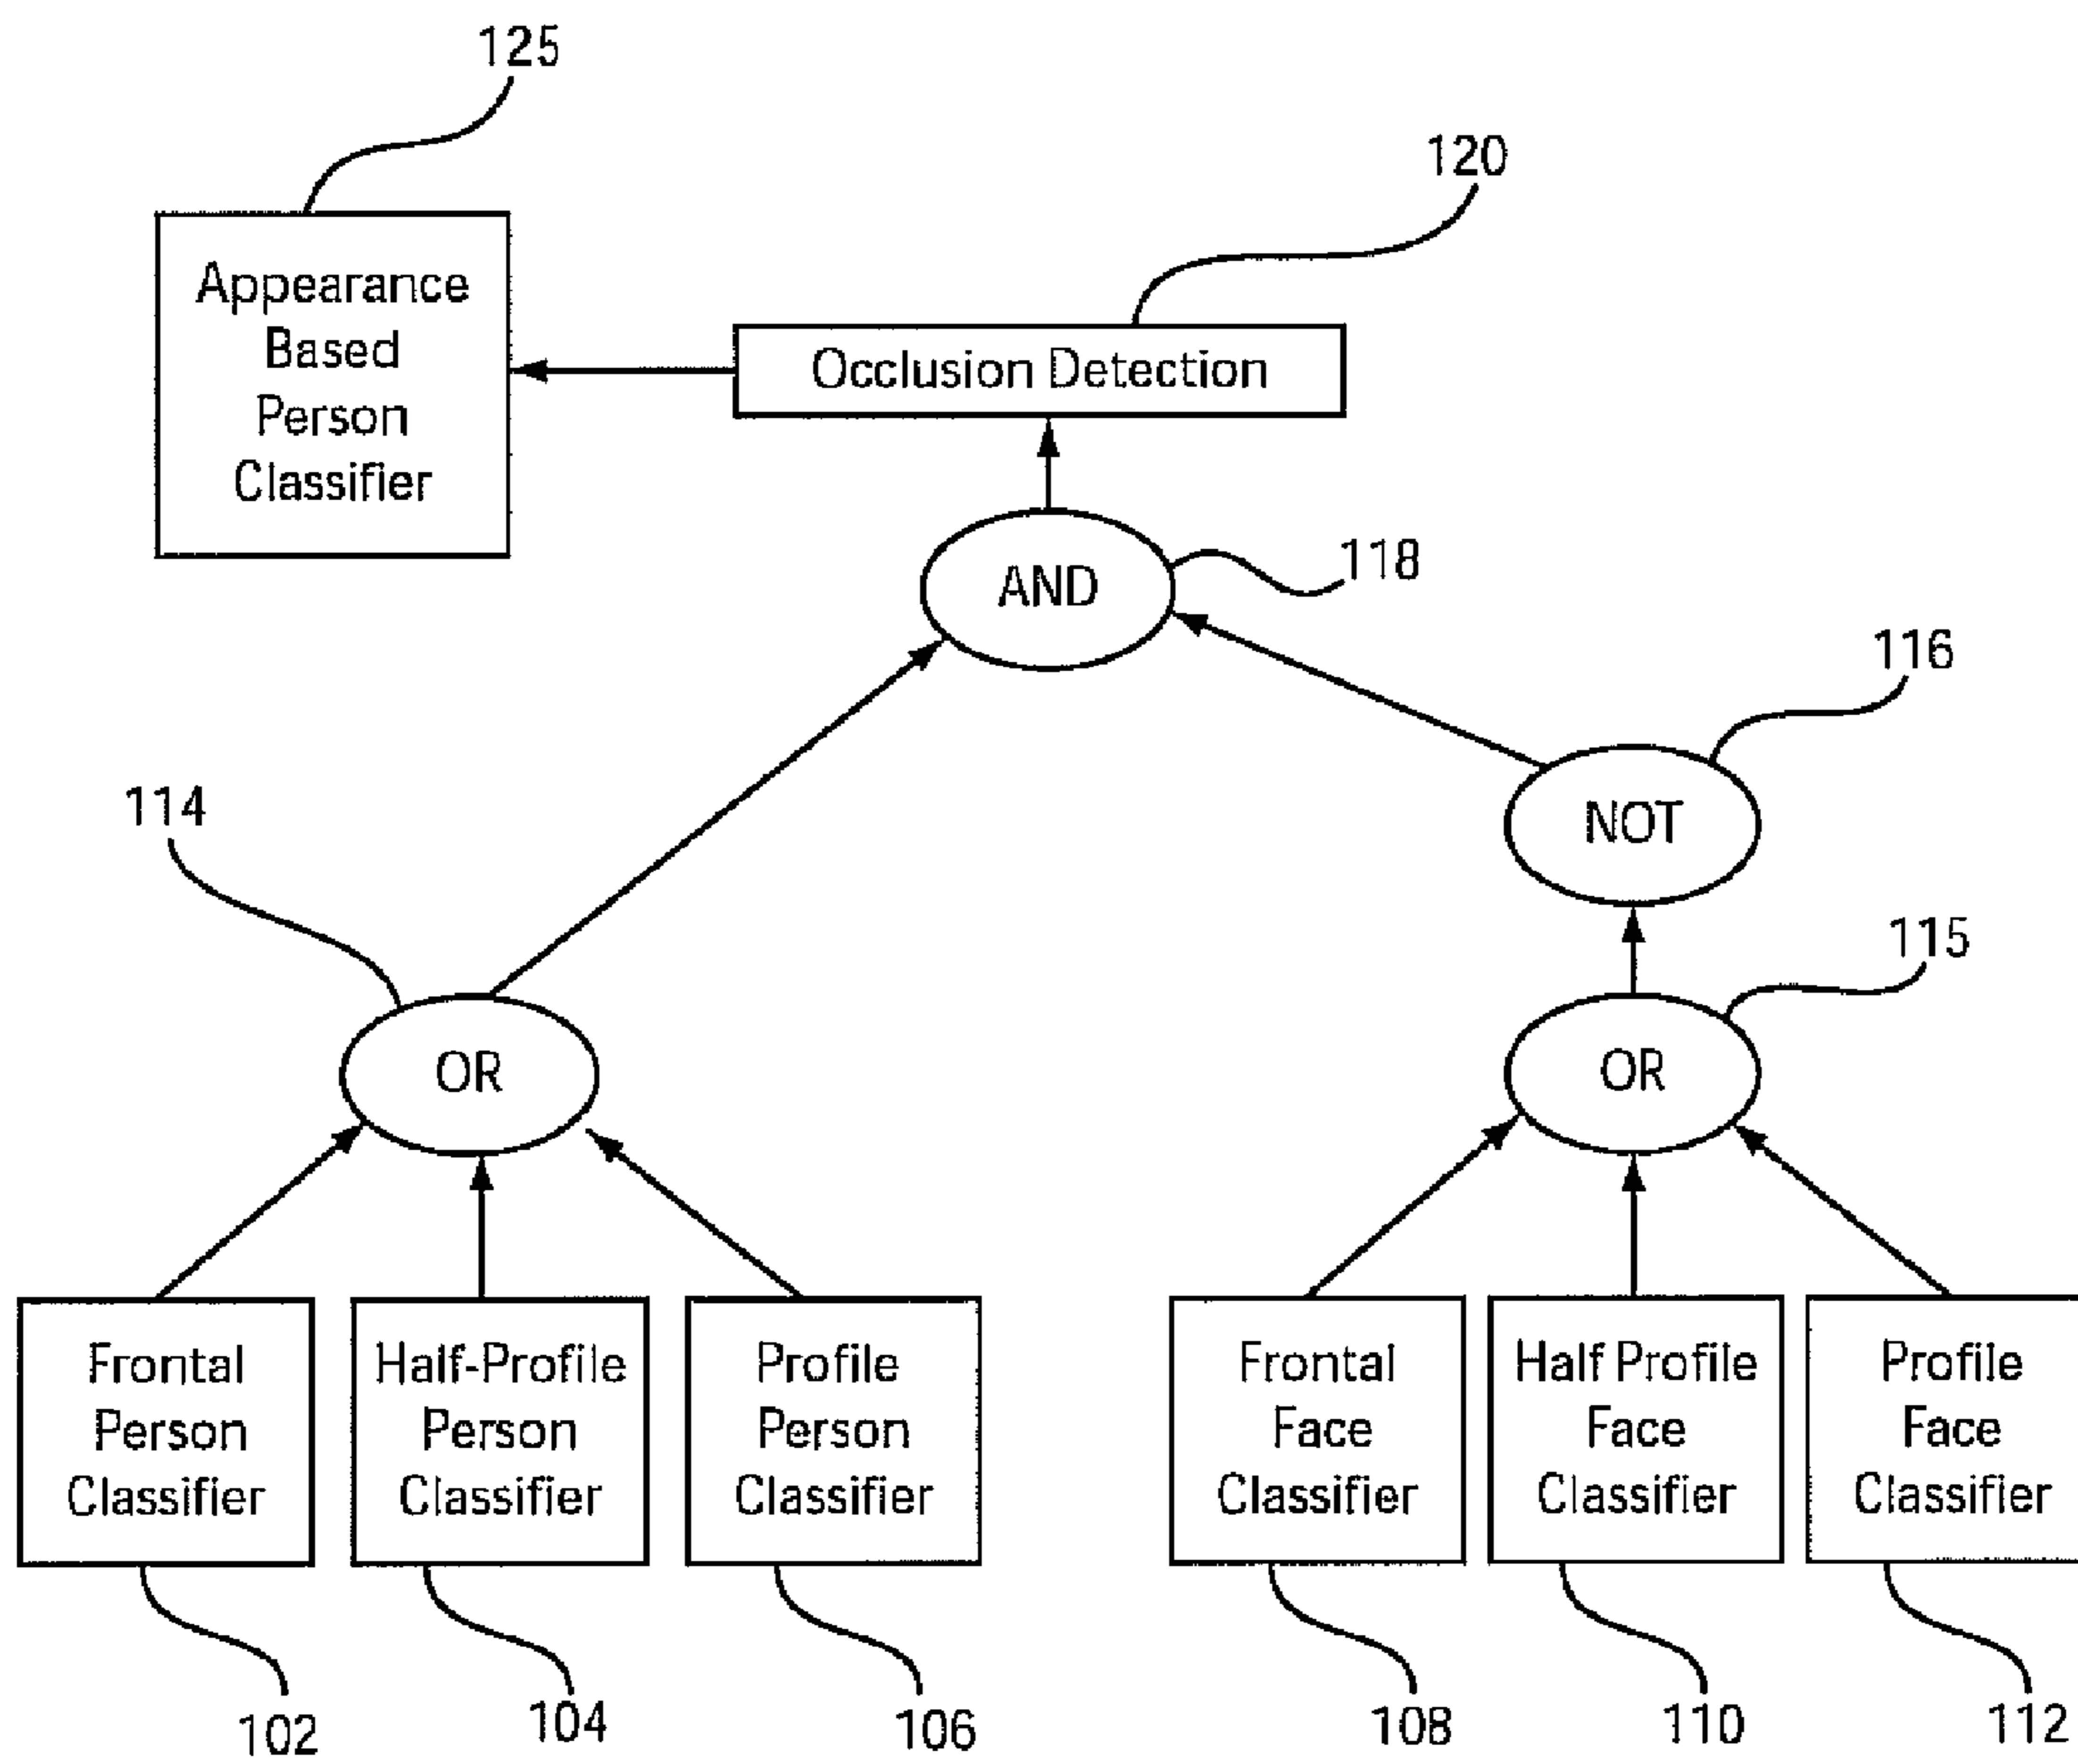 125
120
Appearance
Based
Person
Classifier
Occlusion Detection
AND
118
116
NOT
114
115
OR
OR
Frontal
Person
Classifier
Half-Profile
Person
Classifier
Profile
Person
Classifier
Frontal
Face
Classifier
Half Profile
Face
Classifier
Profile
Face
Classifier
102
104
106
108
110
112